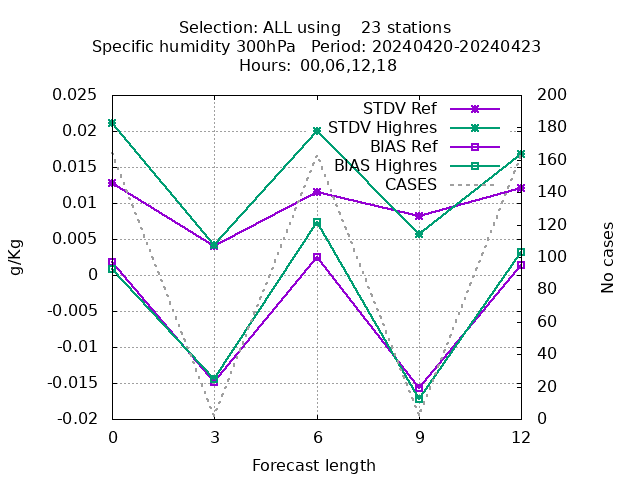 Selection: ALL using    23 stations
Specific humidity 300hPa   Period: 20240420-20240423
Hours:  00,06,12,18
0.025
0.02
0.015
0.01
0.005
0
-0.005
-0.01
-0.015
-0.02
g/Kg
STDV Ref
STDV Highres
BIAS Ref
BIAS Highres
CASES
200
180
160
140
120
100
80
60
40
20
0
No cases
0 3 6 9 12
Forecast length